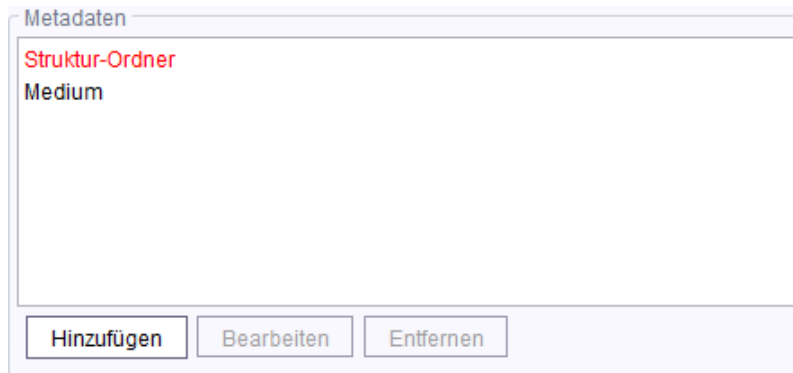 Metadaten
Struktur-Ordner
Medium
Hinzufügen Bearbeiten Entfernen